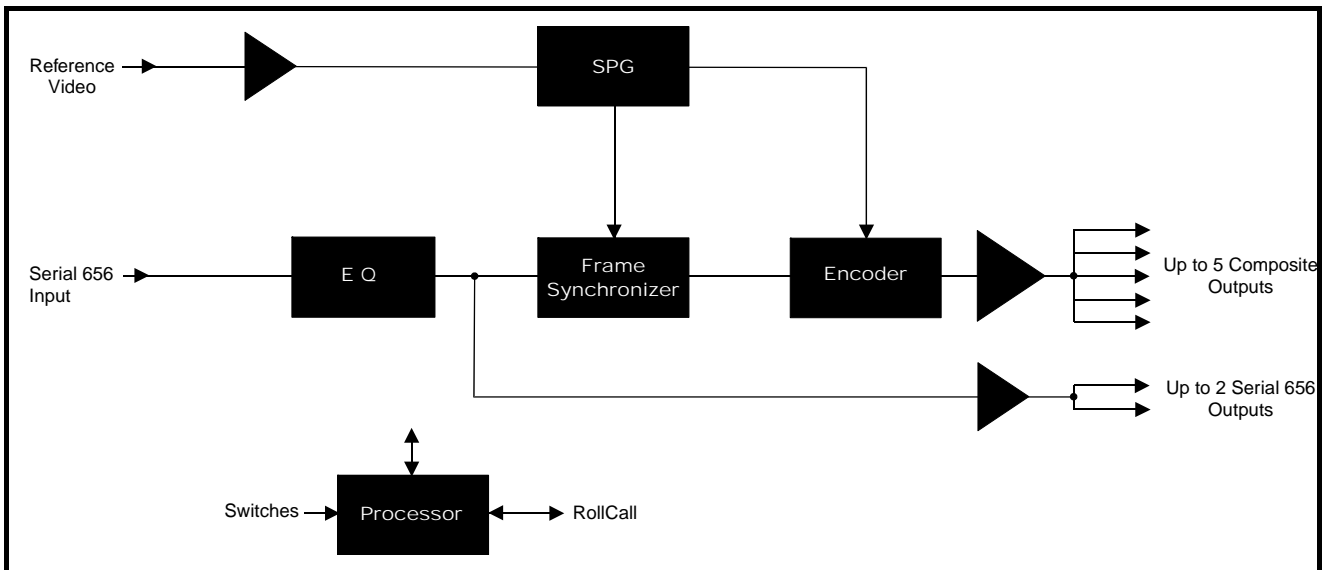 Reference
Video
SPG
Serial 656
Input
E Q
Frame
Synchronizer
Encoder
Up to 5 Composite
Outputs
Up to 2 Serial 656
Outputs
Switches
Processor
RollCall